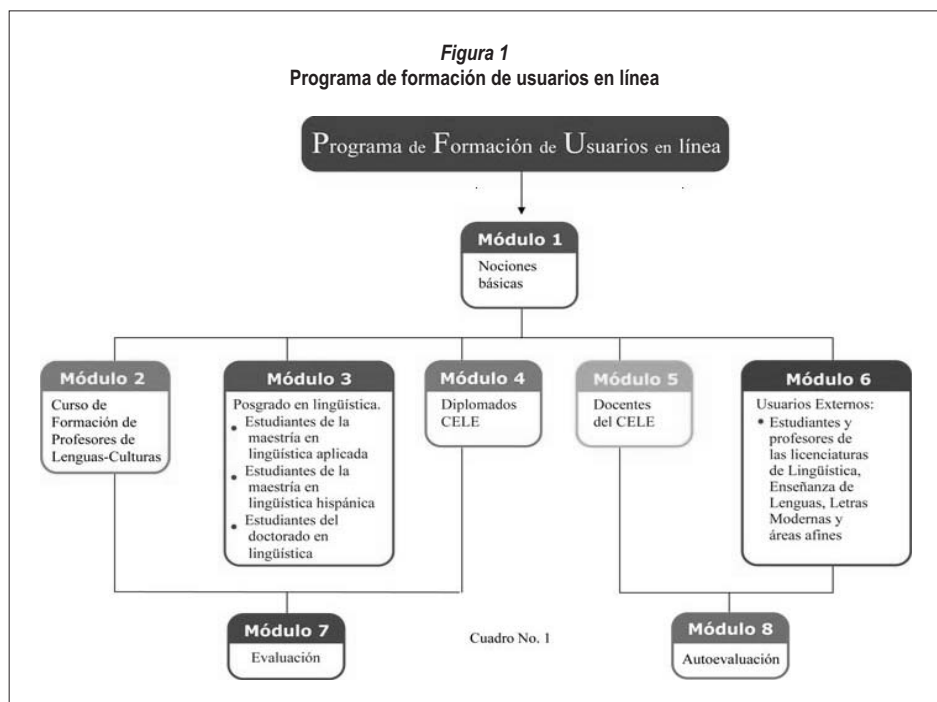 Figura 1
Programa de formación de usuarios en línea
Programa de Formación de Usuarios en línea
Módulo 1
Nociones
básicas
Módulo 2
Curso de
Formación de
Profesores de
Lenguas-Culturas
Módulo 3
Posgrado en lingüística.
• Estudiantes de la
maestría en
lingüística aplicada
• Estudiantes de la
maestría en
lingüística hispánica
• Estudiantes del
doctorado en
lingüística
Módulo 4
Diplomados
CELE
Módulo 5
Docentes
del CELE
Módulo 6
Usuarios Externos:
• Estudiantes y
profesores de
las licenciaturas
de Lingüística,
Enseñanza de
Lenguas, Letras
Modernas y
áreas afines
Módulo 7
Evaluación
Cuadro No. 1
Módulo 8
Autoevaluación